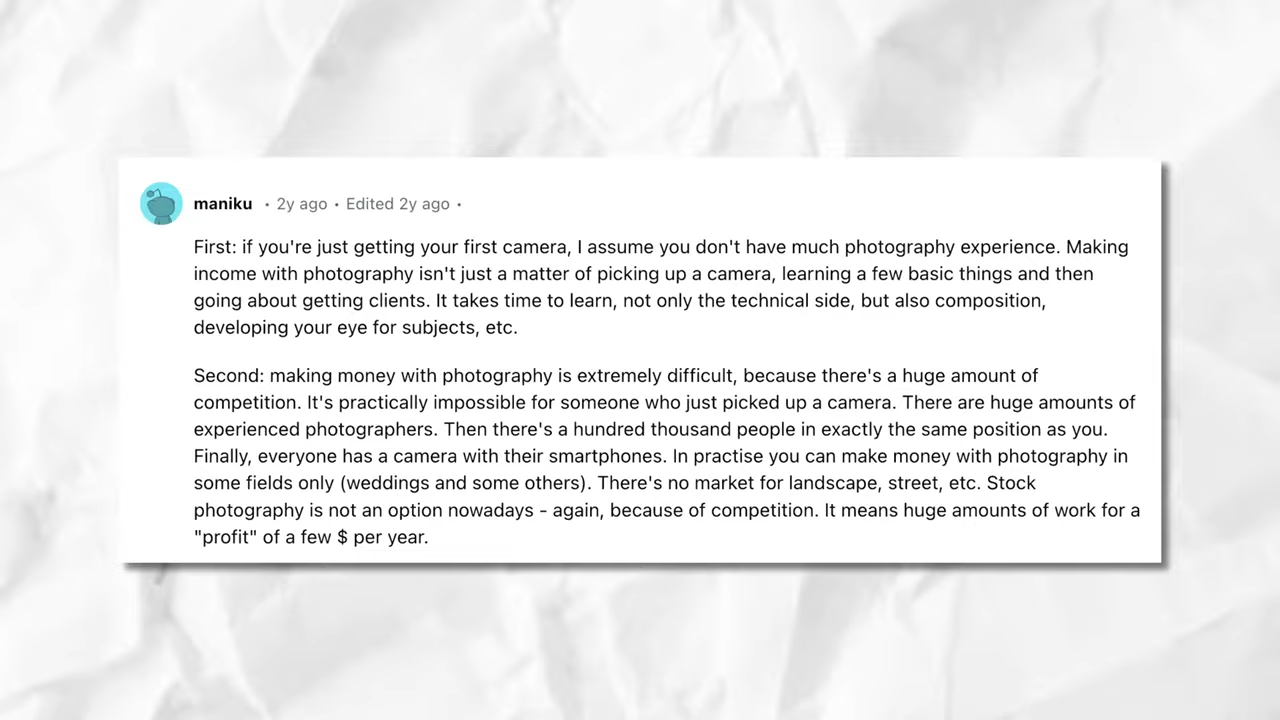 maniku • 2y ago • Edited 2y ago •
First: if you're just getting your first camera, I assume you don't have much photography experience. Making
income with photography isn't just a matter of picking up a camera, learning a few basic things and then
going about getting clients. It takes time to learn, not only the technical side, but also composition,
developing your eye for subjects, etc.
Second: making money with photography is extremely difficult, because there's a huge amount of
competition. It's practically impossible for someone who just picked up a camera. There are huge amounts of
experienced photographers. Then there's a hundred thousand people in exactly the same position as you.
Finally, everyone has a camera with their smartphones. In practise you can make money with photography in
some fields only (weddings and some others). There's no market for landscape, street, etc. Stock
photography is not an option nowadays - again, because of competition. It means huge amounts of work for a
"profit" of a few $ per year.